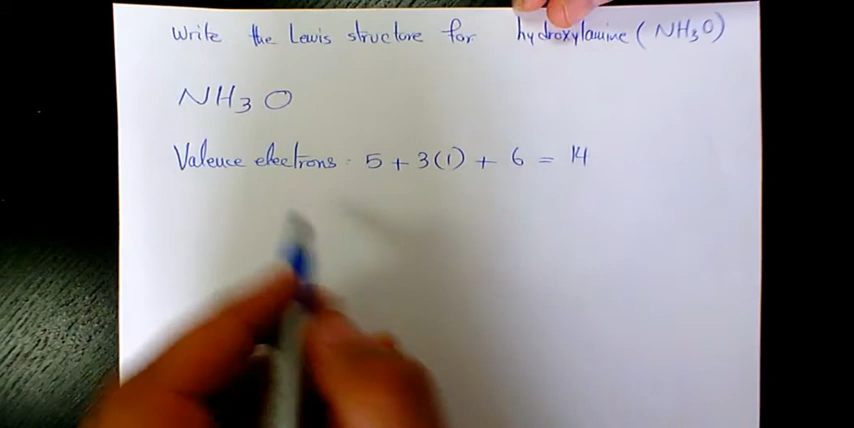 Write the Lewis structure for hydroxylamine (NH3O)
NH3O
Valence electrons: 5 + 3(1) + 6 = 14